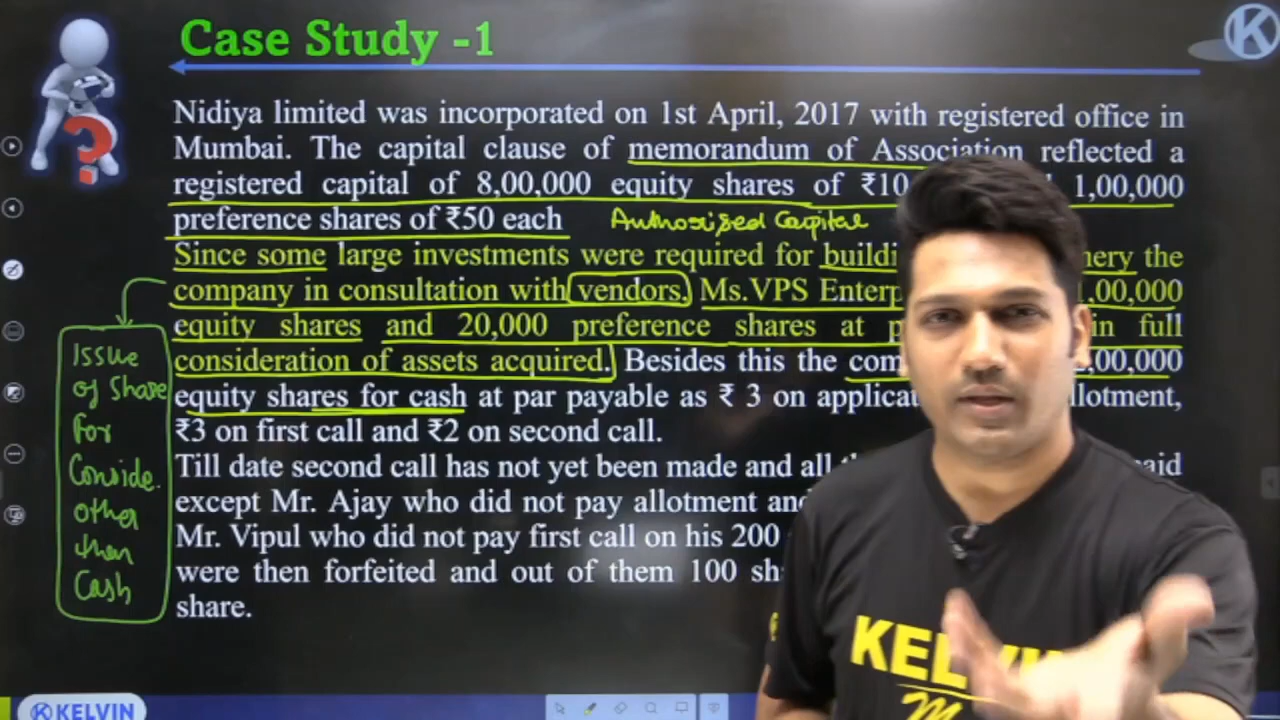 Case Study -1
Nidiya limited was incorporated on 1st April, 2017 with registered office in
Mumbai. The capital clause of memorandum of Association reflected a
registered capital of 8,00,000 equity shares of ₹10 1,00,000
preference shares of ₹50 each Authorised Capital
Since some large investments were required for the
company in consultation with vendors, Ms.VPS
equity shares and 20,000 preference shares at in full
consideration of assets acquired. Besides this the
equity shares for cash at par payable as ₹ 3 on
₹3 on first call and ₹2 on second call.
Till date second call has not yet been made and all
except Mr. Ajay who did not pay allotment
Mr. Vipul who did not pay first call on his 200
were then forfeited and out of them 100
share.
Issue
of Share
for
Conside.
other
then
Cash
K
KELVIN